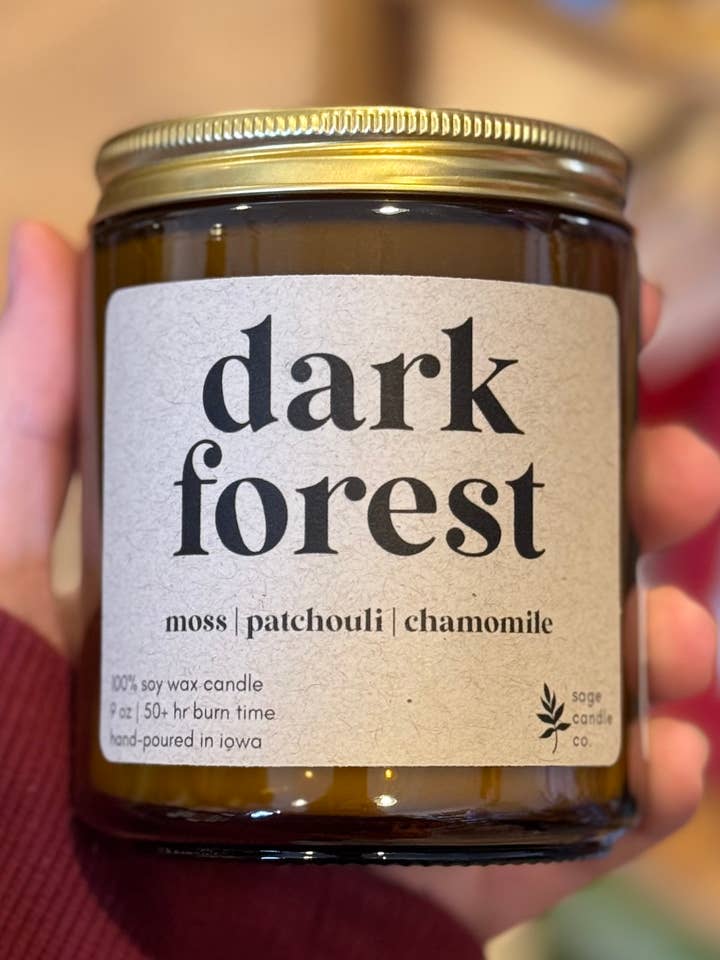 dark
forest
moss | patchouli | chamomile
100% soy wax candle
9 oz | 50+ hr burn time
hand-poured in iowa
sage
candle
co.